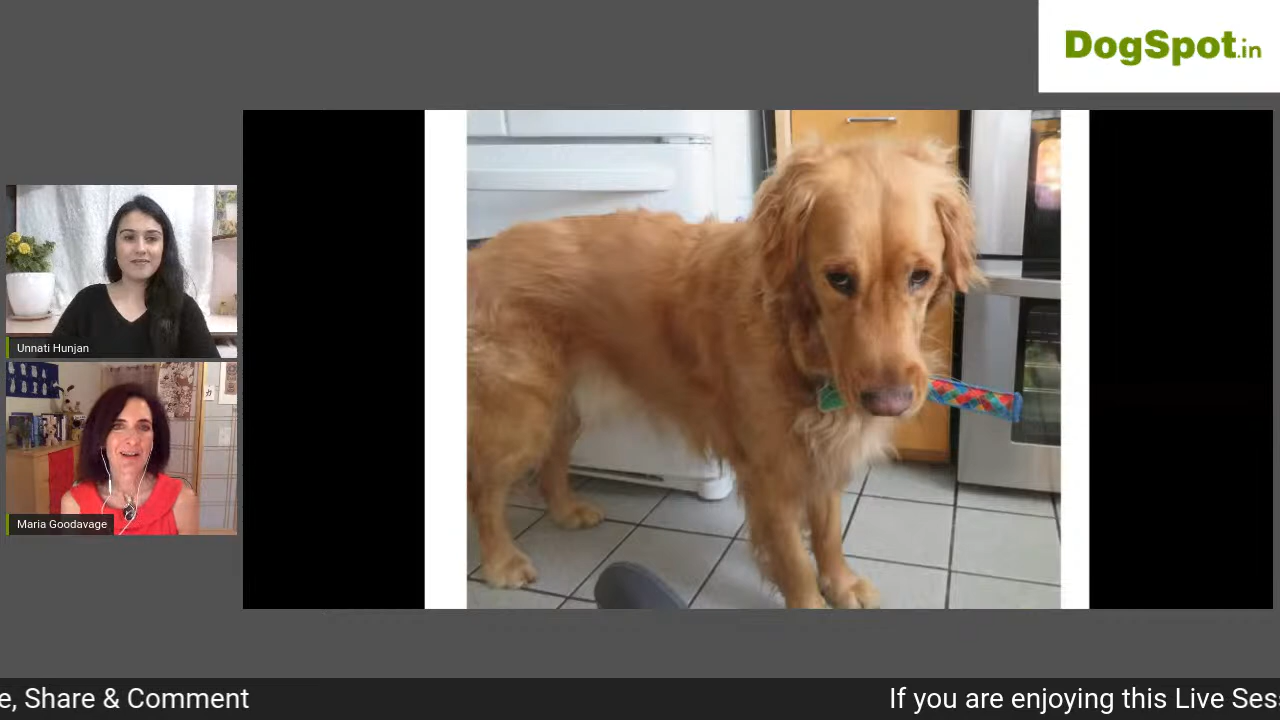 DogSpot.in
Unnati Hunjan
Maria Goodavage
e, Share & Comment
If you are enjoying this Live Ses